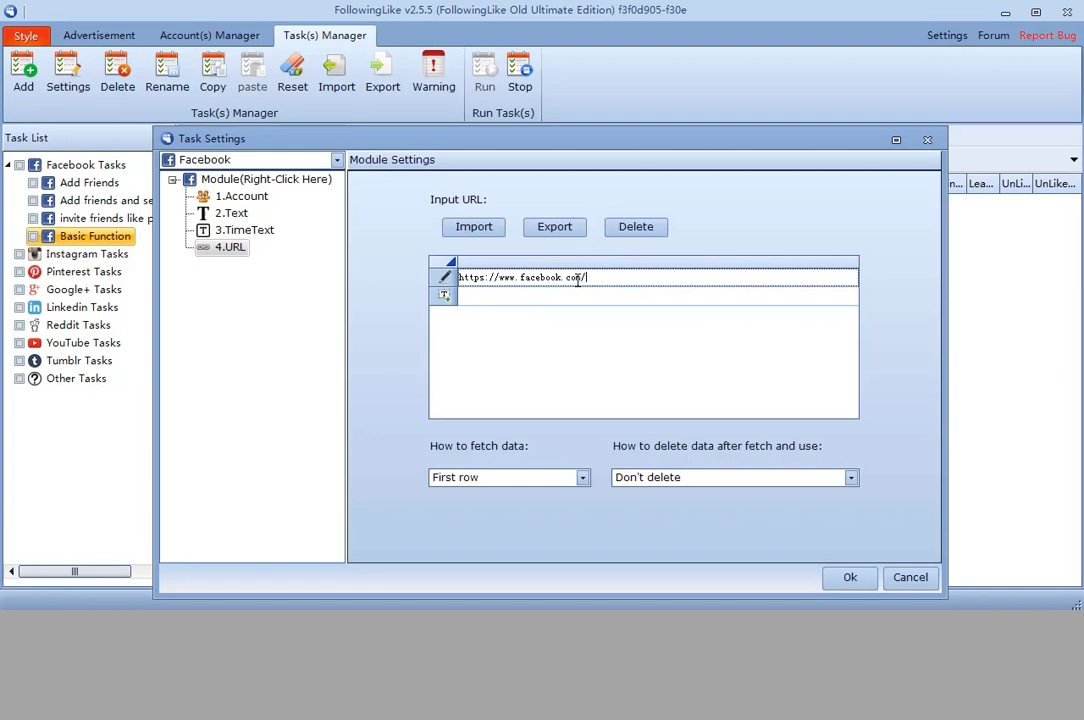 FollowingLike v2.5.5 (FollowingLike Old Ultimate Edition) f3f0d905-f30e
Style Advertisement Account(s) Manager Task(s) Manager Settings Forum Report Bug
Add Settings Delete Rename Copy paste Reset Import Export Warning Run Stop
Task(s) Manager Run Task(s)
Task List
Task Settings
Facebook Module Settings
Facebook Tasks
Add Friends
Add friends and se
invite friends like p
Basic Function
Instagram Tasks
Pinterest Tasks
Google+ Tasks
Linkedin Tasks
Reddit Tasks
YouTube Tasks
Tumblr Tasks
Other Tasks
Module(Right-Click Here)
1.Account
2.Text
3.TimeText
4.URL
Input URL:
Import Export Delete
https://www.facebook.com/
How to fetch data: How to delete data after fetch and use:
First row Don't delete
Ok Cancel
in... Lea... UnLi... UnLike...